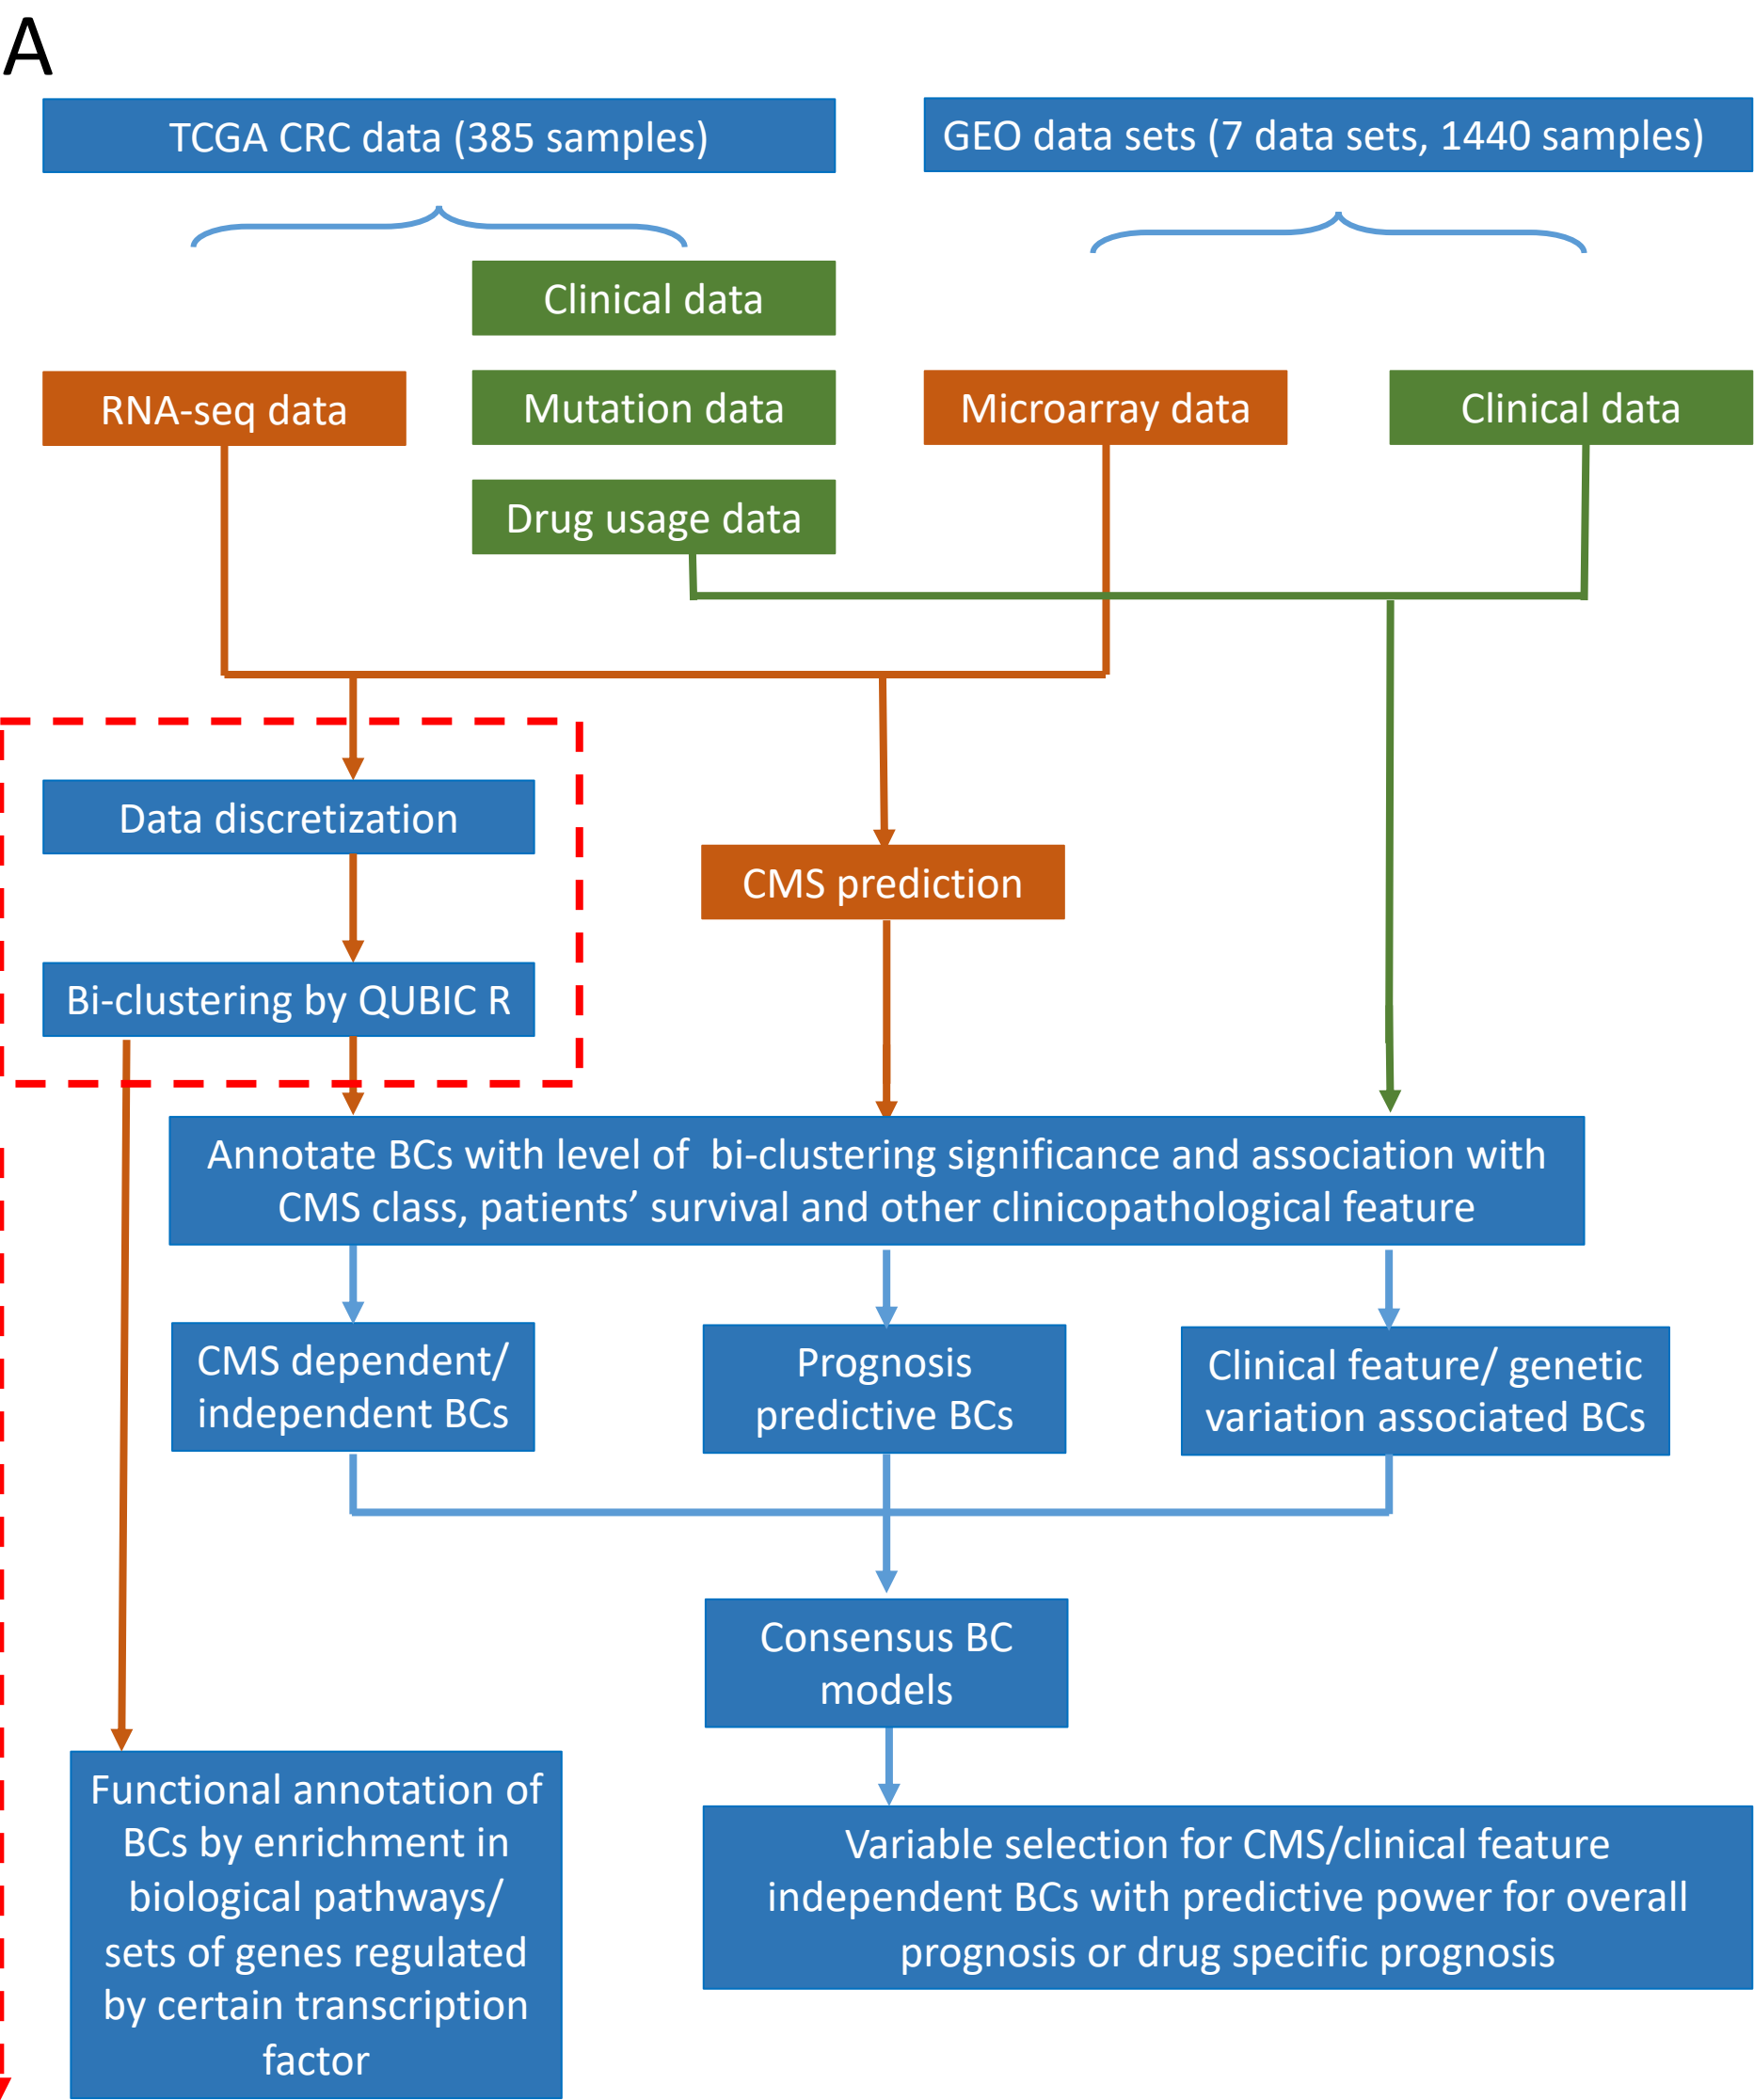 A
TCGA CRC data (385 samples)
GEO data sets (7 data sets, 1440 samples)
Clinical data
RNA-seq data
Mutation data
Microarray data
Clinical data
Drug usage data
Data discretization
CMS prediction
Bi-clustering by QUBIC R
Annotate BCs with level of bi-clustering significance and association with
CMS class, patients’ survival and other clinicopathological feature
CMS dependent/
independent BCs
Prognosis
predictive BCs
Clinical feature/ genetic
variation associated BCs
Consensus BC
models
Functional annotation of
BCs by enrichment in
biological pathways/
sets of genes regulated
by certain transcription
factor
Variable selection for CMS/clinical feature
independent BCs with predictive power for overall
prognosis or drug specific prognosis